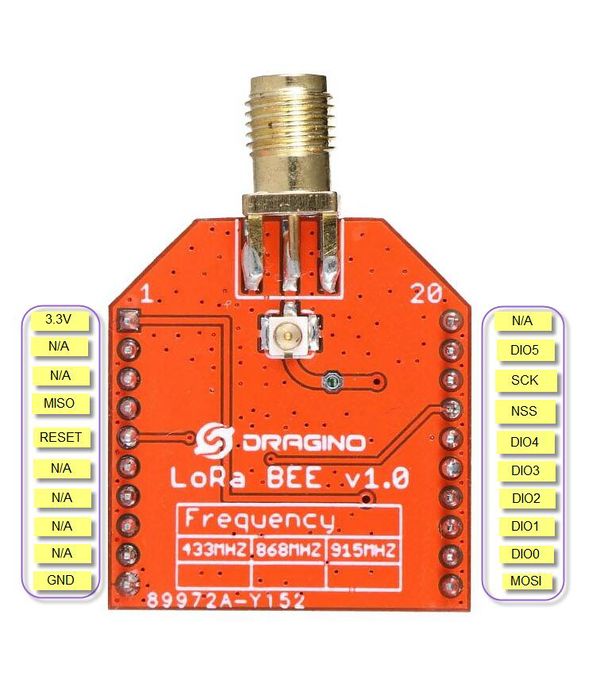 1
20
3.3V
N/A
N/A
MISO
RESET
N/A
N/A
N/A
N/A
GND
N/A
DIO5
SCK
NSS
DIO4
DIO3
DIO2
DIO1
DIO0
MOSI
DRAGINO
LoRa BEE v1.0
Frequency
433MHZ 868MHZ 915MHZ
89972A-Y152